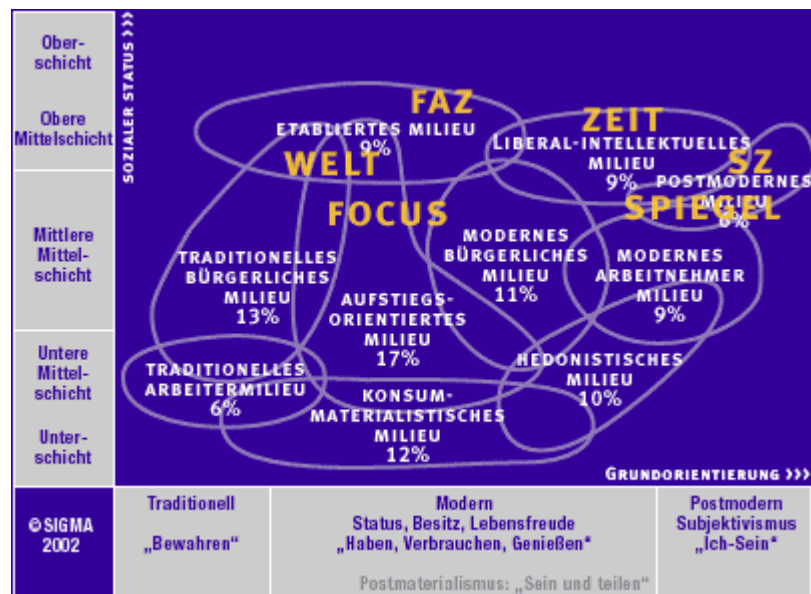 Ober-
schicht
Obere
Mittelschicht
Mittlere
Mittel-
schicht
Untere
Mittel-
schicht
Unter-
schicht
SOZIALER STATUS >>>
FAZ
ETABLIERTES MILIEU
9%
ZEIT
LIBERAL-INTELLEKTUELLES
MILIEU
9%
WELT
SZ
POSTMODERNES
MILIEU
6%
SPIEGEL
FOCUS
TRADITIONELLES
BÜRGERLICHES
MILIEU
13%
MODERNES
BÜRGERLICHES
MILIEU
11%
MODERNES
ARBEITNEHMER
MILIEU
9%
AUFSTIEGS-
ORIENTIERTES
MILIEU
17%
TRADITIONELLES
ARBEITERMILIEU
6%
HEDONISTISCHES
MILIEU
10%
KONSUM-
MATERIALISTISCHES
MILIEU
12%
GRUNDORIENTIERUNG >>>
© SIGMA
2002
Traditionell
„Bewahren“
Modern
Status, Besitz, Lebensfreude
„Haben, Verbrauchen, Genießen“
Postmodern
Subjektivismus
„Ich-Sein“
Postmaterialismus: „Sein und teilen“